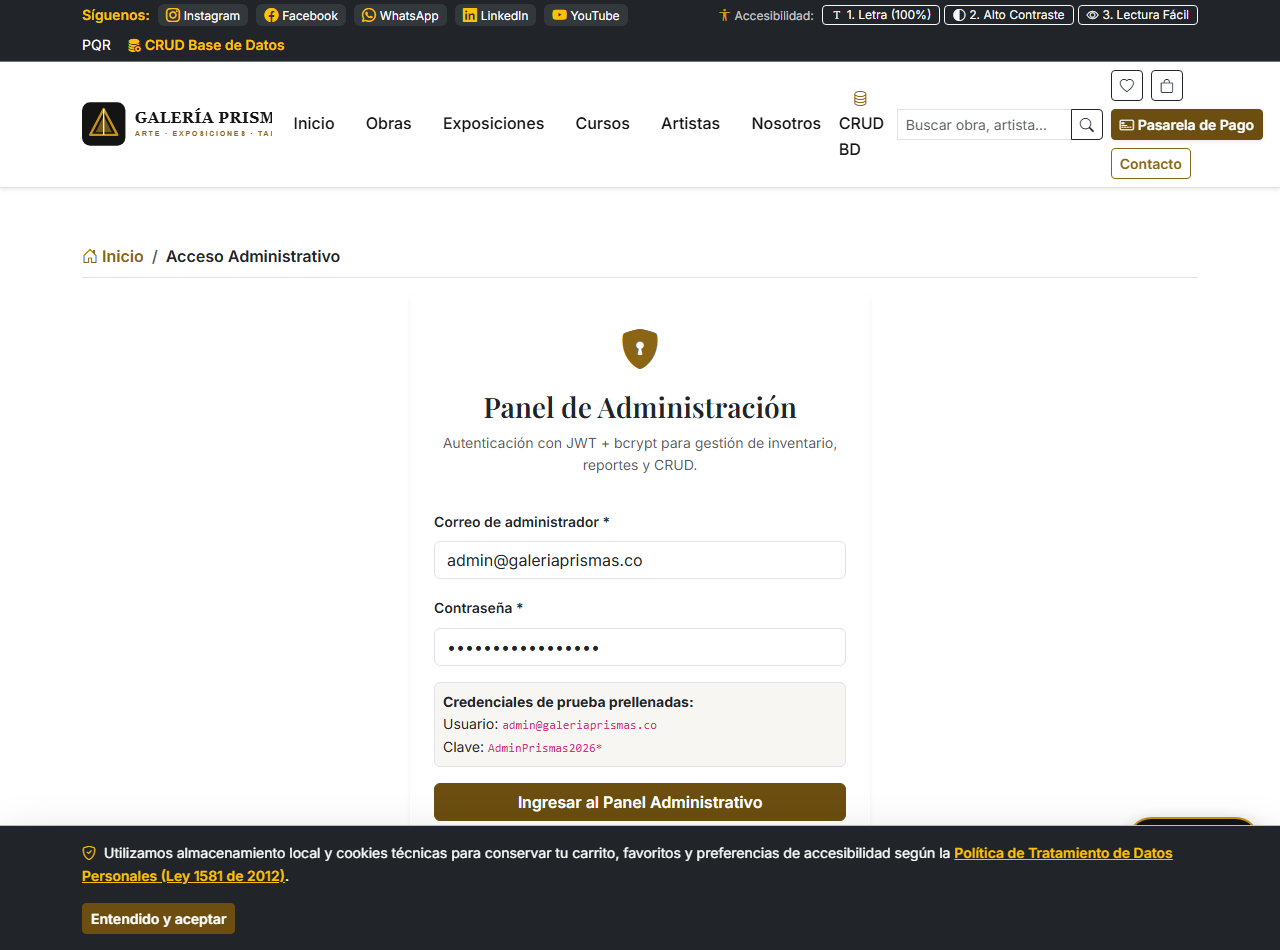 Síguenos: Instagram Facebook WhatsApp LinkedIn YouTube Accesibilidad: 1. Letra (100%) 2. Alto Contraste 3. Lectura Fácil
PQR CRUD Base de Datos
GALERÍA PRISM
ARTE · EXPOSICIONES · TAL
Inicio Obras Exposiciones Cursos Artistas Nosotros
CRUD
BD
Buscar obra, artista...
Pasarela de Pago
Contacto
Inicio / Acceso Administrativo
Panel de Administración
Autenticación con JWT + bcrypt para gestión de inventario,
reportes y CRUD.
Correo de administrador *
admin@galeriaprismas.co
Contraseña *
Credenciales de prueba prellenadas:
Usuario: admin@galeriaprismas.co
Clave: AdminPrismas2026*
Ingresar al Panel Administrativo
Utilizamos almacenamiento local y cookies técnicas para conservar tu carrito, favoritos y preferencias de accesibilidad según la Política de Tratamiento de Datos
Personales (Ley 1581 de 2012).
Entendido y aceptar